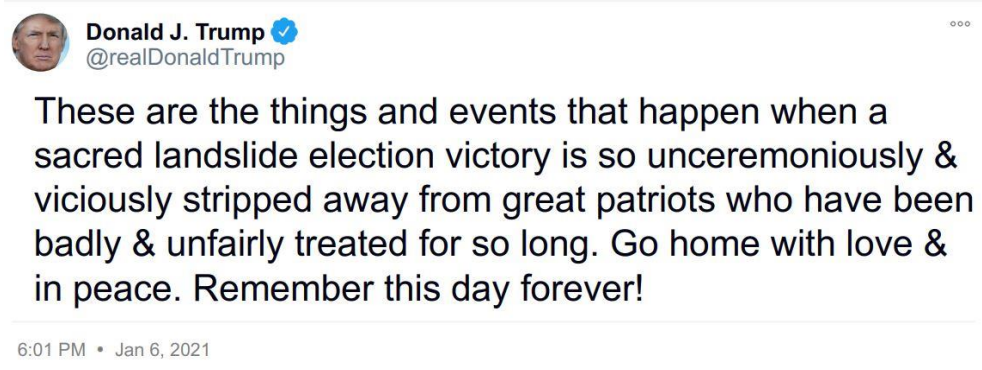 Donald J. Trump
@realDonaldTrump
These are the things and events that happen when a
sacred landslide election victory is so unceremoniously &
viciously stripped away from great patriots who have been
badly & unfairly treated for so long. Go home with love &
in peace. Remember this day forever!
6:01 PM • Jan 6, 2021